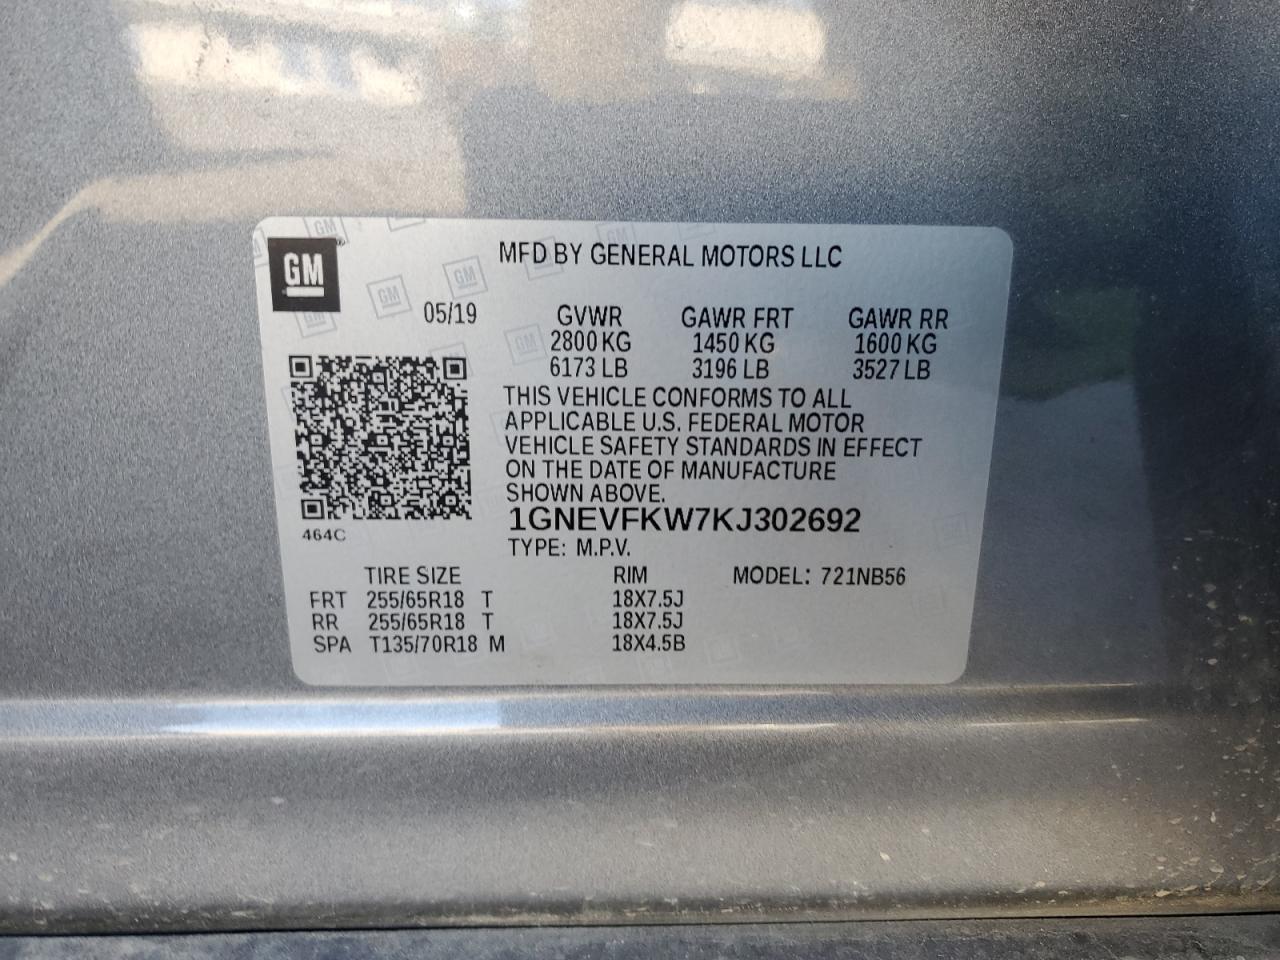 GM
MFD BY GENERAL MOTORS LLC
05/19 GVWR GAWR FRT GAWR RR
2800 KG 1450 KG 1600 KG
6173 LB 3196 LB 3527 LB
THIS VEHICLE CONFORMS TO ALL
APPLICABLE U.S. FEDERAL MOTOR
VEHICLE SAFETY STANDARDS IN EFFECT
ON THE DATE OF MANUFACTURE
SHOWN ABOVE.
1GNEVFKW7KJ302692
464C
TYPE: M.P.V.
TIRE SIZE RIM MODEL: 721NB56
FRT 255/65R18 T 18X7.5J
RR 255/65R18 T 18X7.5J
SPA T135/70R18 M 18X4.5B